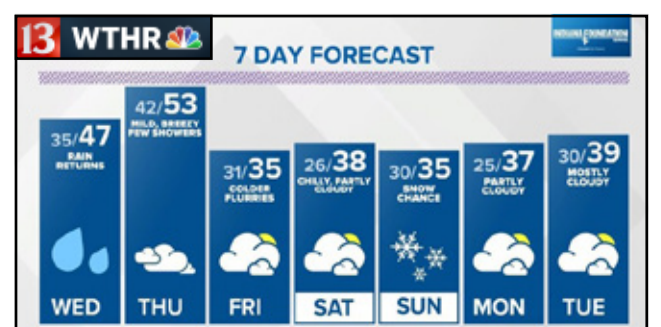 13 WTHR
INDIANA FOUNDATION
7 DAY FORECAST
35/47
RAIN
RETURNS
WED
42/53
MILD, BREEZY
FEW SHOWERS
THU
31/35
COLDER
FLURRIES
FRI
26/38
CHILLY, PARTLY
CLOUDY
SAT
30/35
SNOW
CHANCE
SUN
25/37
PARTLY
CLOUDY
MON
30/39
MOSTLY
CLOUDY
TUE